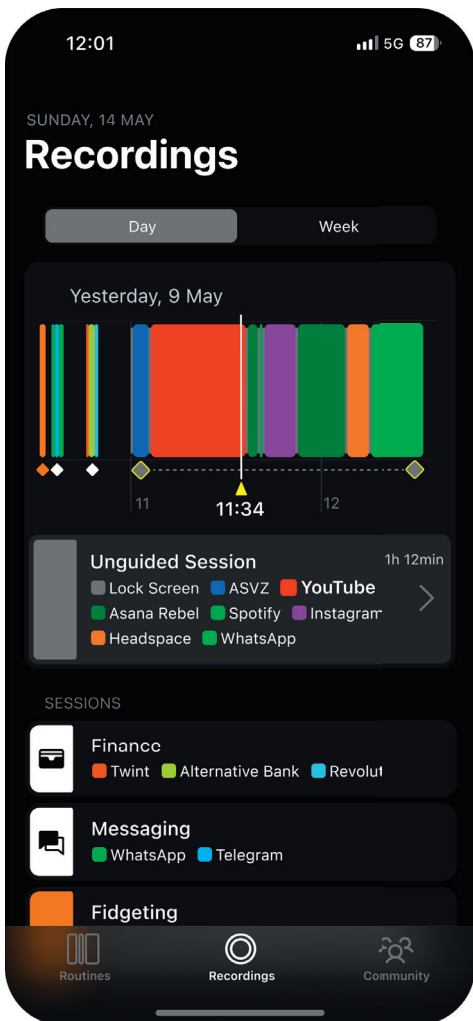 12:01 5G 87
SUNDAY, 14 MAY
Recordings
Day Week
Yesterday, 9 May
11 11:34 12
Unguided Session 1h 12min
Lock Screen ASVZ YouTube
Asana Rebel Spotify Instagram
Headspace WhatsApp
SESSIONS
Finance
Twint Alternative Bank Revolut
Messaging
WhatsApp Telegram
Fidgeting
Routines Recordings Community